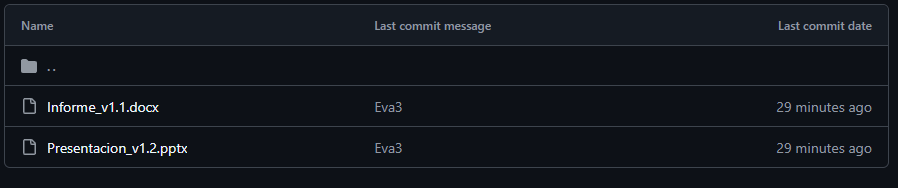 Name Last commit message Last commit date
..
Informe_v1.1.docx Eva3 29 minutes ago
Presentacion_v1.2.pptx Eva3 29 minutes ago